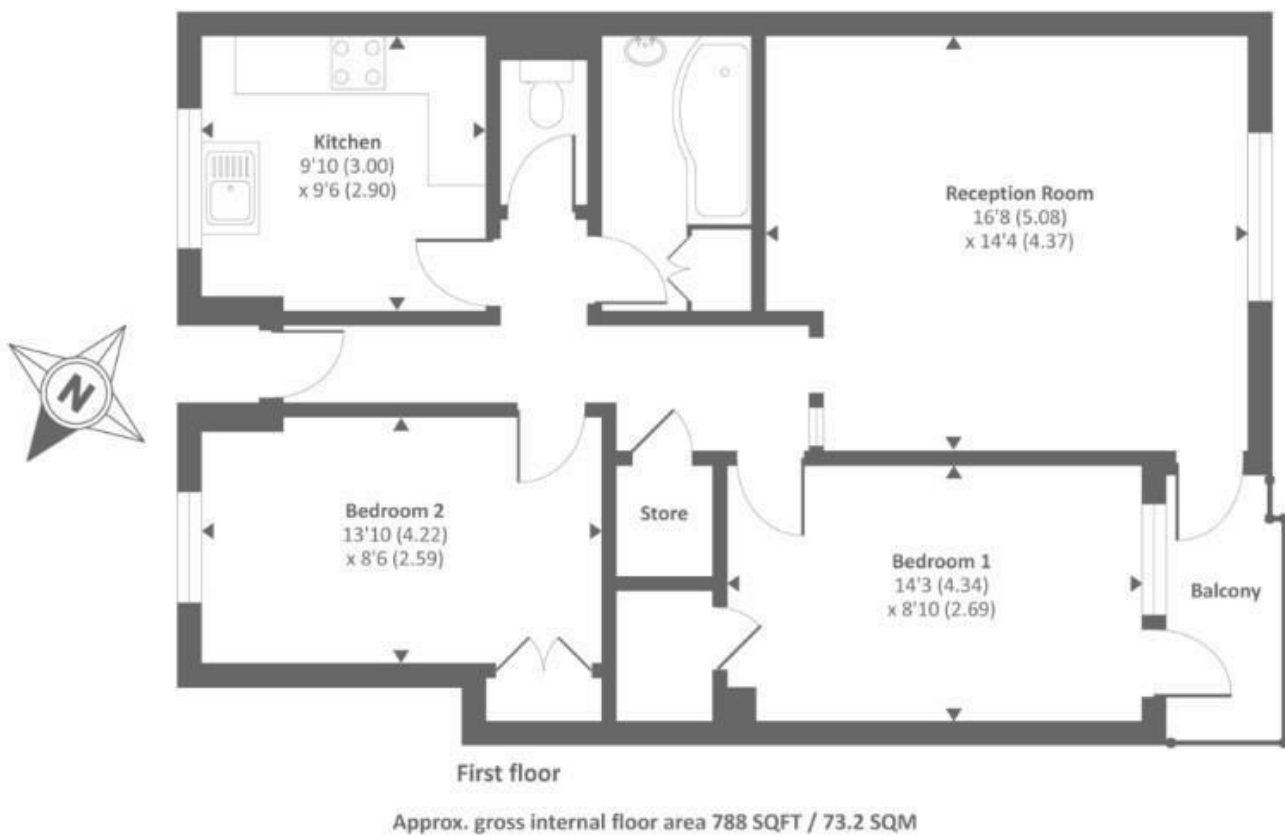 Kitchen
9'10 (3.00)
x 9'6 (2.90)
Reception Room
16'8 (5.08)
x 14'4 (4.37)
N
Bedroom 2
13'10 (4.22)
x 8'6 (2.59)
Store
Bedroom 1
14'3 (4.34)
x 8'10 (2.69)
Balcony
First floor
Approx. gross internal floor area 788 SQFT / 73.2 SQM